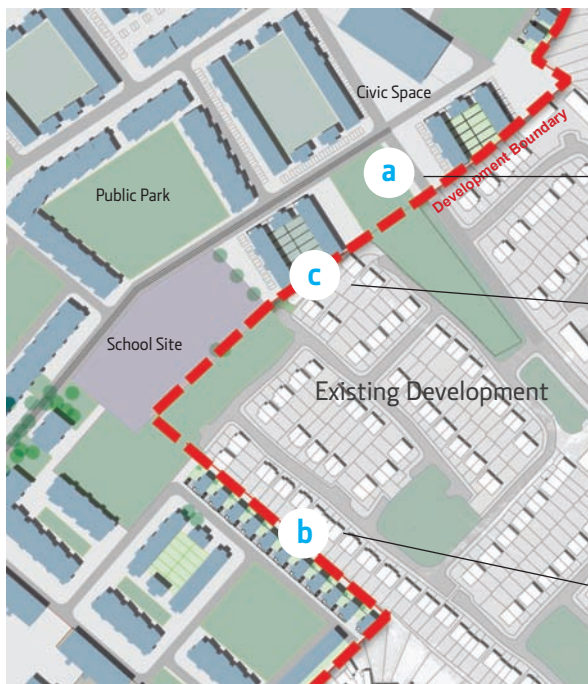 Civic Space
Development Boundary
a
Public Park
c
School Site
Existing Development
b